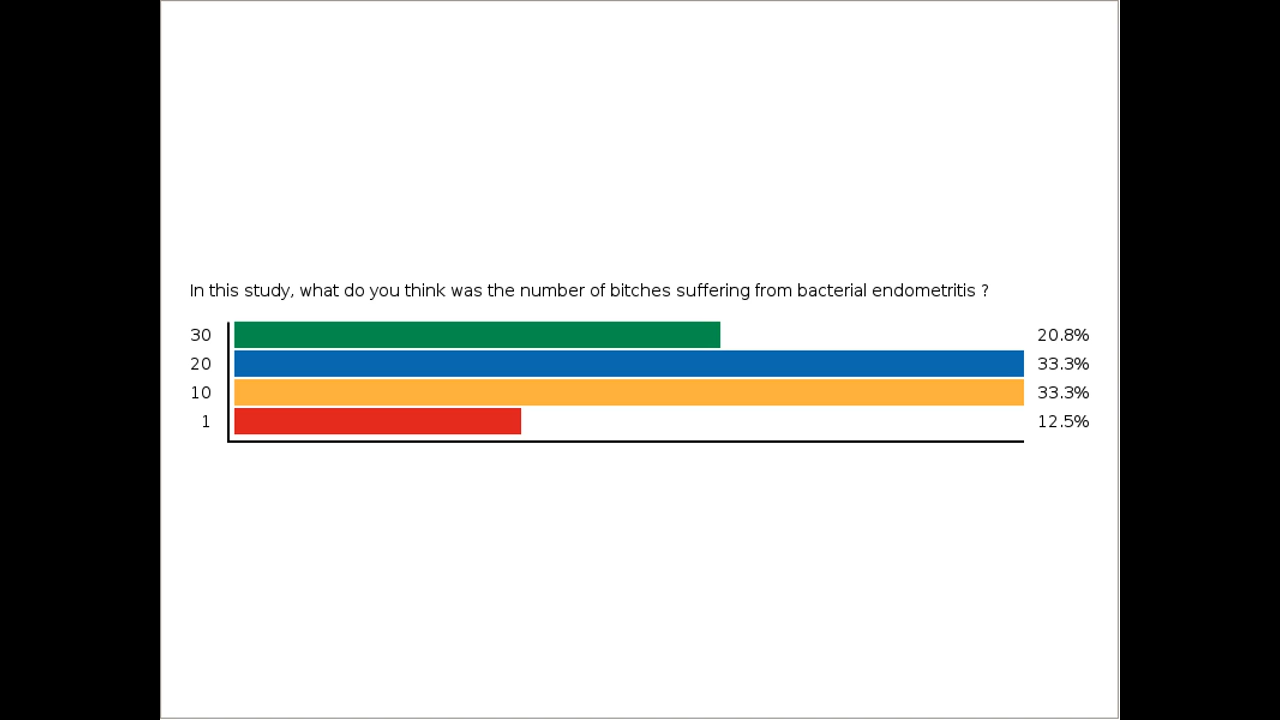 In this study, what do you think was the number of bitches suffering from bacterial endometritis ?
30 20.8%
20 33.3%
10 33.3%
1 12.5%